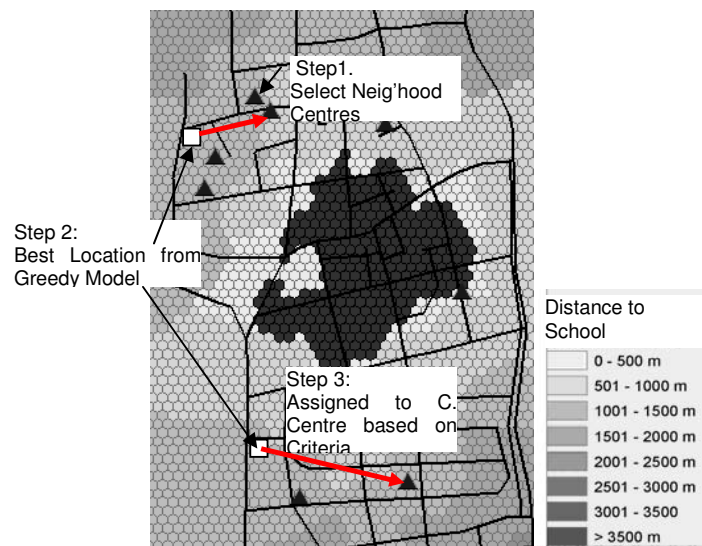 Step1.
Select Neig'hood
Centres
Step 2:
Best Location from
Greedy Model
Step 3:
Assigned to C.
Centre based on
Criteria
Distance to
School
0 - 500 m
501 - 1000 m
1001 - 1500 m
1501 - 2000 m
2001 - 2500 m
2501 - 3000 m
3001 - 3500
> 3500 m